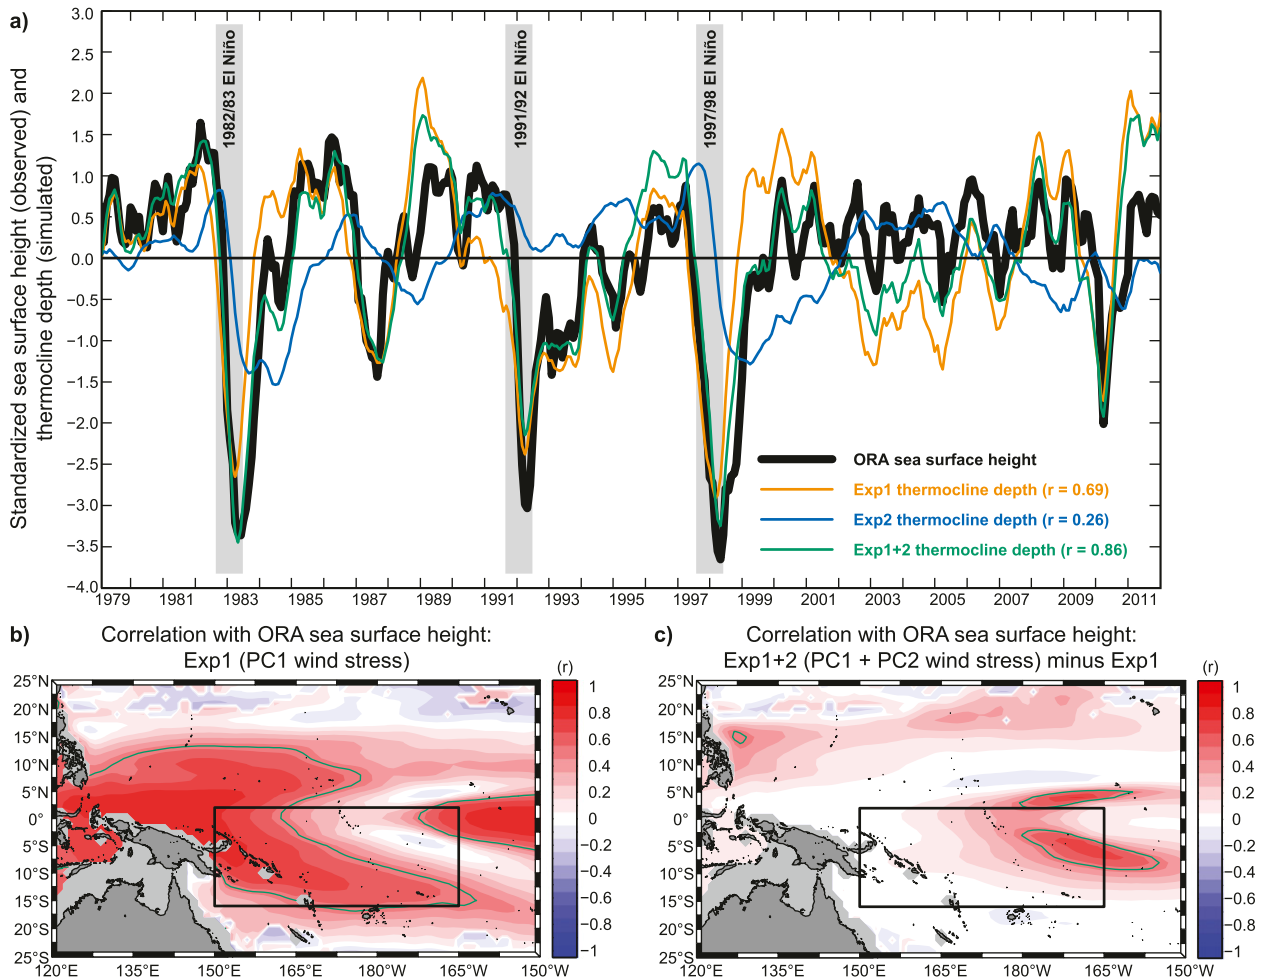 a)
Standardized sea surface height (observed) and
thermocline depth (simulated)
3.0
2.5
2.0
1.5
1.0
0.5
0.0
−0.5
−1.0
−1.5
−2.0
−2.5
−3.0
−3.5
−4.0
1982/83 El Niño
1991/92 El Niño
1997/98 El Niño
ORA sea surface height
Exp1 thermocline depth (r = 0.69)
Exp2 thermocline depth (r = 0.26)
Exp1+2 thermocline depth (r = 0.86)
1979 1981 1983 1985 1987 1989 1991 1993 1995 1997 1999 2001 2003 2005 2007 2009 2011
b)
Correlation with ORA sea surface height:
Exp1 (PC1 wind stress)
(r)
25°N
20°N
15°N
10°N
5°N
0°
5°S
10°S
15°S
20°S
25°S
120°E 135°E 150°E 165°E 180°W 165°W 150°W
1
0.8
0.6
0.4
0.2
0
−0.2
−0.4
−0.6
−0.8
−1
c)
Correlation with ORA sea surface height:
Exp1+2 (PC1 + PC2 wind stress) minus Exp1
(r)
25°N
20°N
15°N
10°N
5°N
0°
5°S
10°S
15°S
20°S
25°S
120°E 135°E 150°E 165°E 180°W 165°W 150°W
1
0.8
0.6
0.4
0.2
0
−0.2
−0.4
−0.6
−0.8
−1